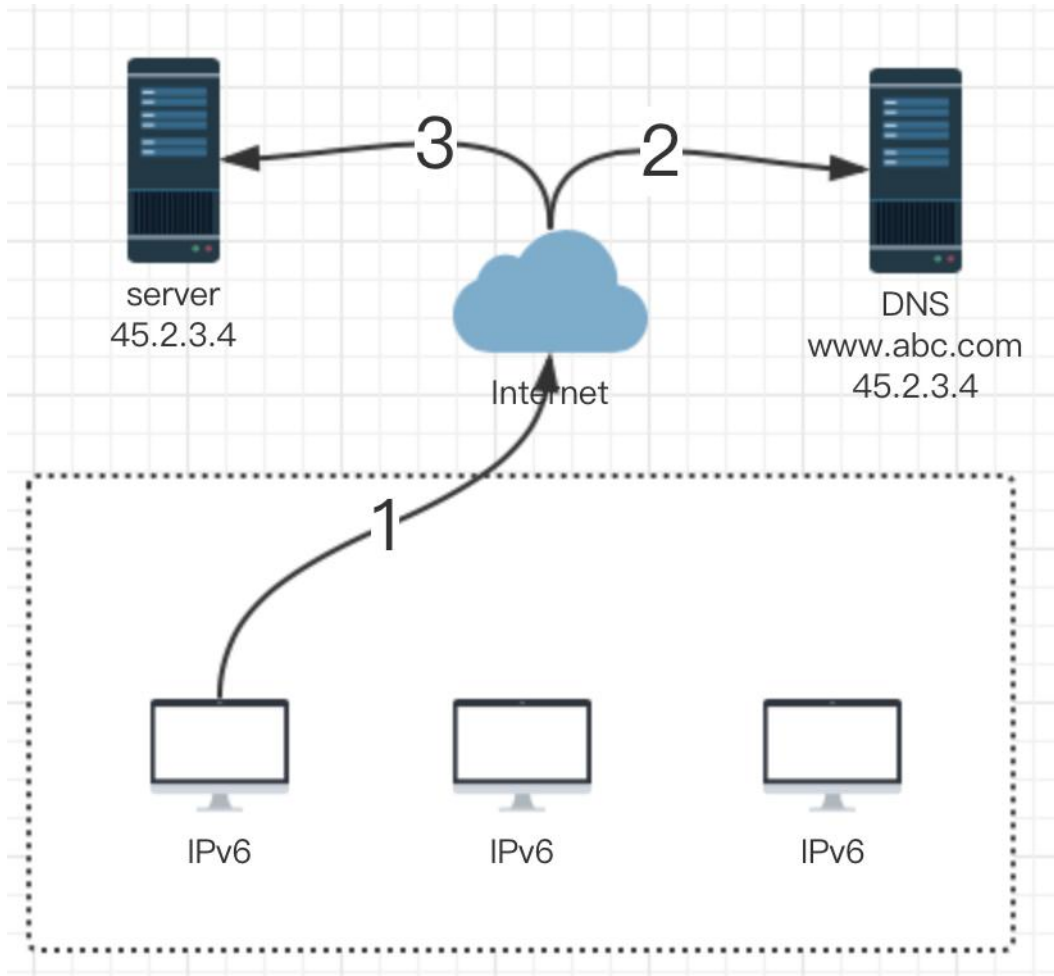 3
2
server
45.2.3.4
DNS
www.abc.com
45.2.3.4
Internet
1
IPv6
IPv6
IPv6